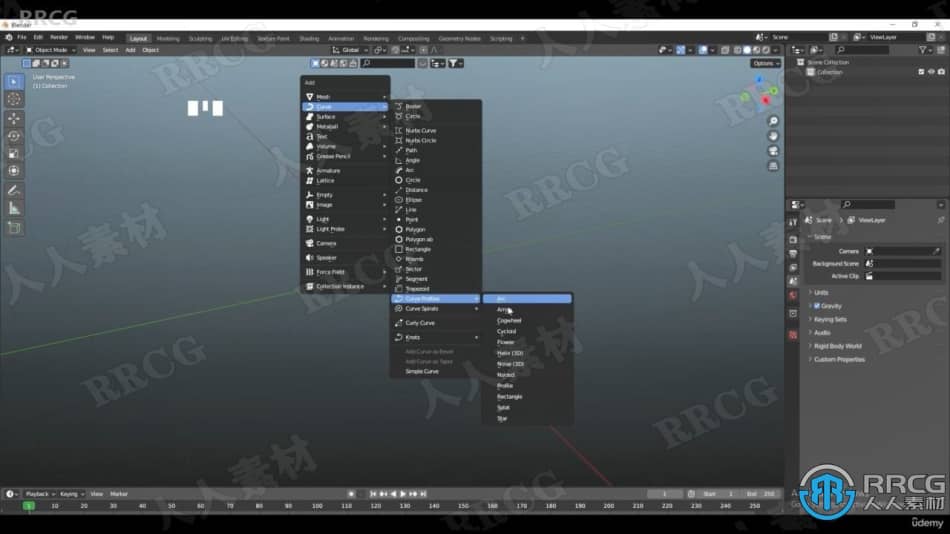 Blender
RRCG
File Edit Render Window Help
Layout Modeling Sculpting UV Editing Texture Paint Shading Animation Rendering Compositing Geometry Nodes Scripting +
Scene
ViewLayer
Object Mode View Select Add Object
Global
Options
User Perspective
(1) Collection
Add
Mesh
Curve
Surface
Metaball
Text
Volume
Grease Pencil
Armature
Lattice
Empty
Image
Light
Light Probe
Camera
Speaker
Force Field
Collection Instance
Bezier
Circle
Nurbs Curve
Nurbs Circle
Path
Angle
Arc
Circle
Distance
Ellipse
Line
Point
Polygon
Polygon ab
Rectangle
Rhomb
Sector
Segment
Trapezoid
Curve Profiles
Curve Spirals
Curly Curve
Knots
Add Curve as Bevel
Add Curve as Taper
Simple Curve
Arc
Arrow
Cogwheel
Cycloid
Flower
Helix (3D)
Noise (3D)
Nsided
Profile
Rectangle
Splat
Star
Scene Collection
Collection
Scene
ViewLayer
Scene
Camera
Background Scene
Active Clip
Units
Gravity
Keying Sets
Audio
Rigid Body World
Custom Properties
Playback Keying View Marker
1
Start 1
End 250
1 10 20 30 40 50 60 70 80 90 100 110 120 130 140 150 160 170 180 190 200 210 220 230 240 250
RRCG
人人素材
RRCG
人人素材
ûdemy